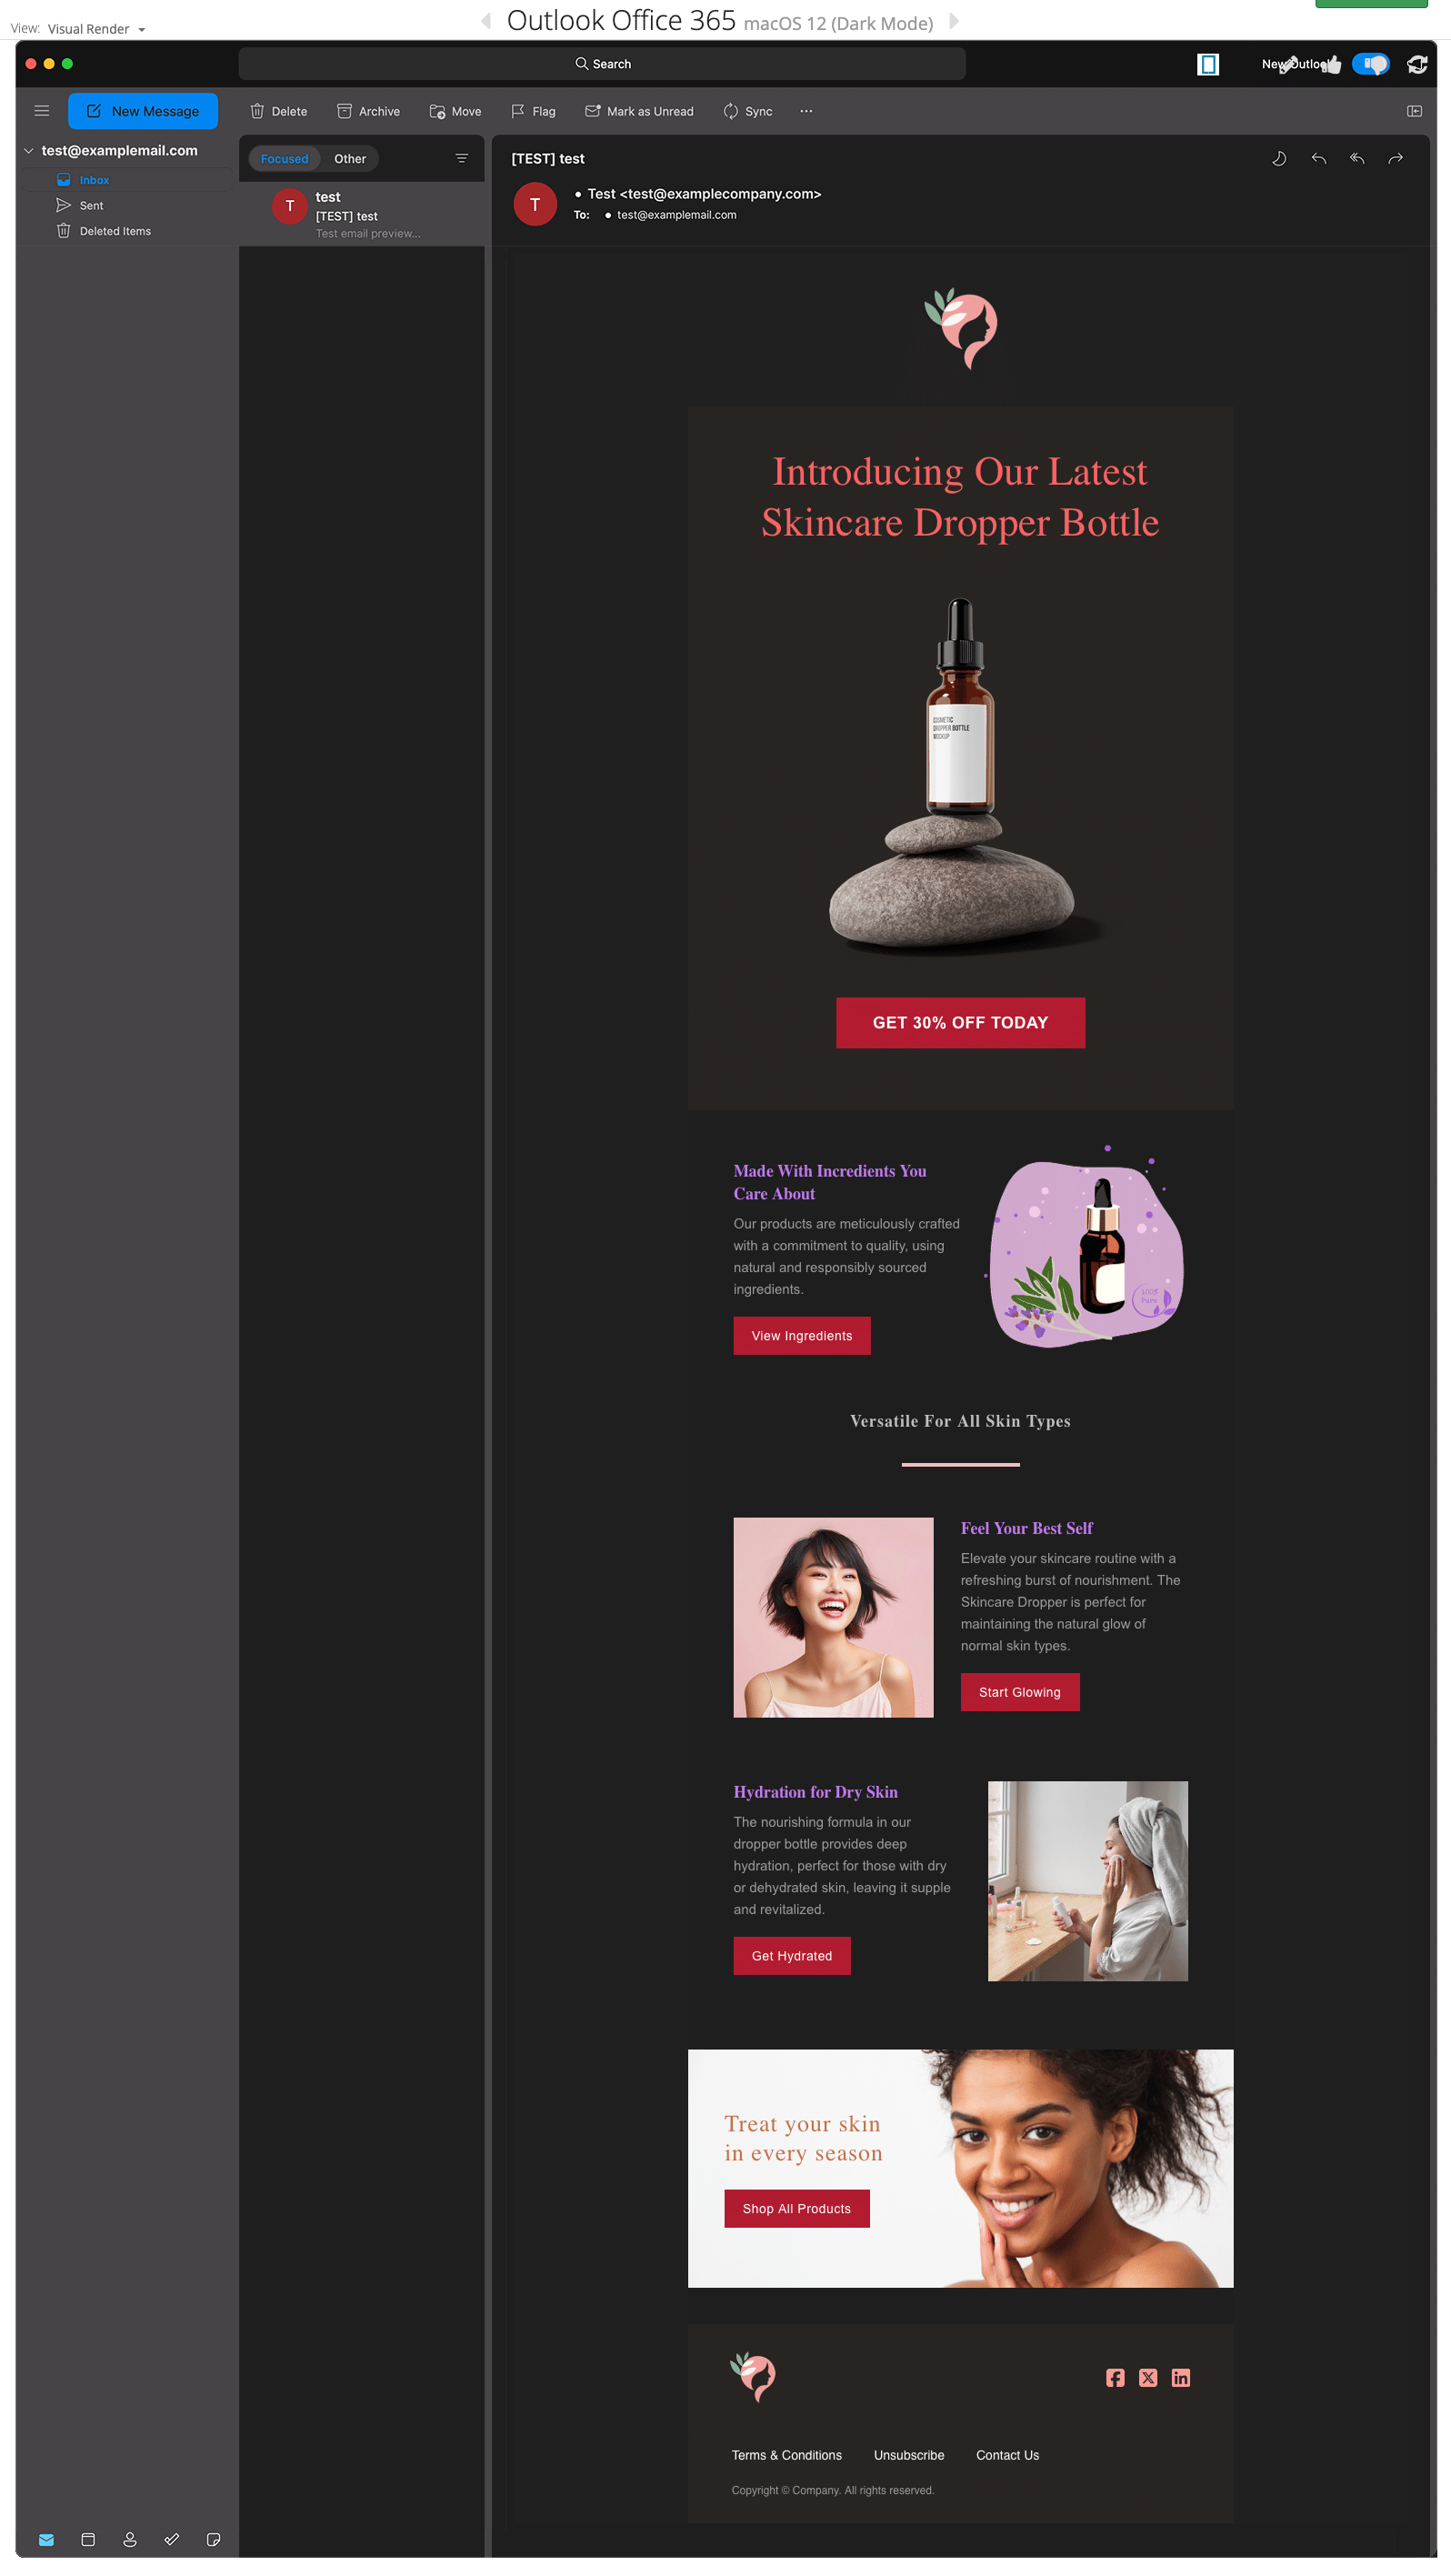 View: Visual Render
Outlook Office 365 macOS 12 (Dark Mode)
Search
New Outlook
New Message
Delete
Archive
Move
Flag
Mark as Unread
Sync
test@examplemail.com
Inbox
Sent
Deleted Items
Focused
Other
T
test
[TEST] test
Test email preview...
[TEST] test
T
Test <test@examplecompany.com>
To: test@examplemail.com
Introducing Our Latest
Skincare Dropper Bottle
COSMETIC
DROPPER BOTTLE
MOCKUP
GET 30% OFF TODAY
Made With Incredients You
Care About
Our products are meticulously crafted
with a commitment to quality, using
natural and responsibly sourced
ingredients.
View Ingredients
100%
Pure
Versatile For All Skin Types
Feel Your Best Self
Elevate your skincare routine with a
refreshing burst of nourishment. The
Skincare Dropper is perfect for
maintaining the natural glow of
normal skin types.
Start Glowing
Hydration for Dry Skin
The nourishing formula in our
dropper bottle provides deep
hydration, perfect for those with dry
or dehydrated skin, leaving it supple
and revitalized.
Get Hydrated
Treat your skin
in every season
Shop All Products
Terms & Conditions
Unsubscribe
Contact Us
Copyright © Company. All rights reserved.